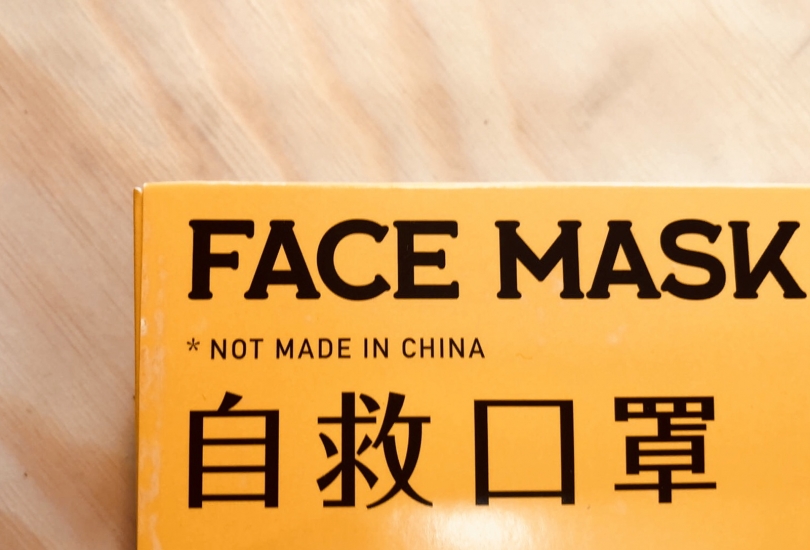 FACE MASK
* NOT MADE IN CHINA
自救口罩